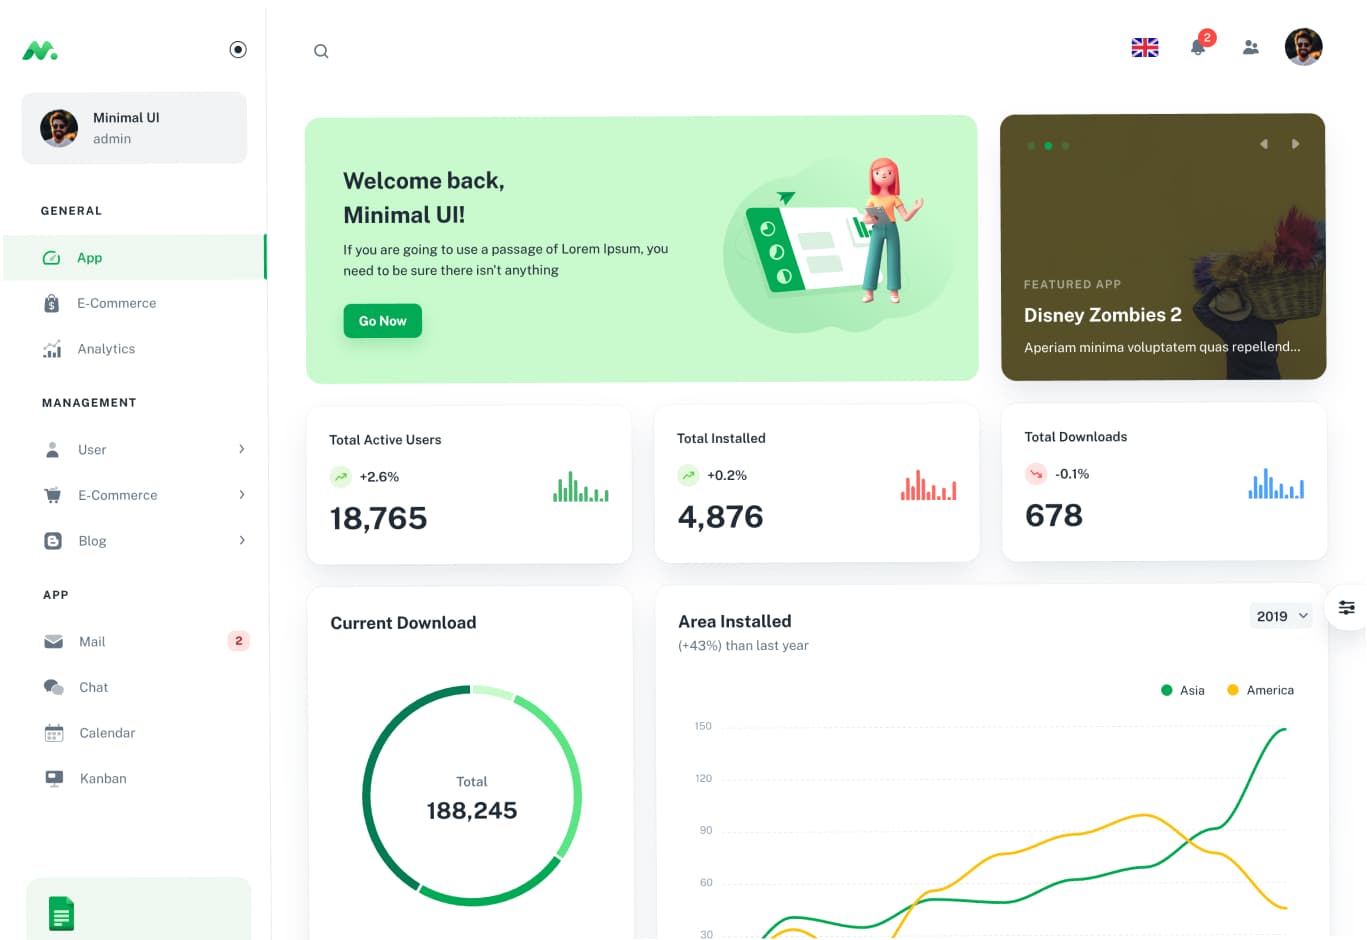 Minimal UI
admin
GENERAL
App
E-Commerce
Analytics
MANAGEMENT
User
E-Commerce
Blog
APP
Mail
2
Chat
Calendar
Kanban
2
Welcome back,
Minimal UI!
If you are going to use a passage of Lorem Ipsum, you
need to be sure there isn't anything
Go Now
FEATURED APP
Disney Zombies 2
Aperiam minima voluptatem quas repellend...
Total Active Users
+2.6%
18,765
Total Installed
+0.2%
4,876
Total Downloads
-0.1%
678
Current Download
Total
188,245
Area Installed
(+43%) than last year
2019
Asia
America
150
120
90
60
30